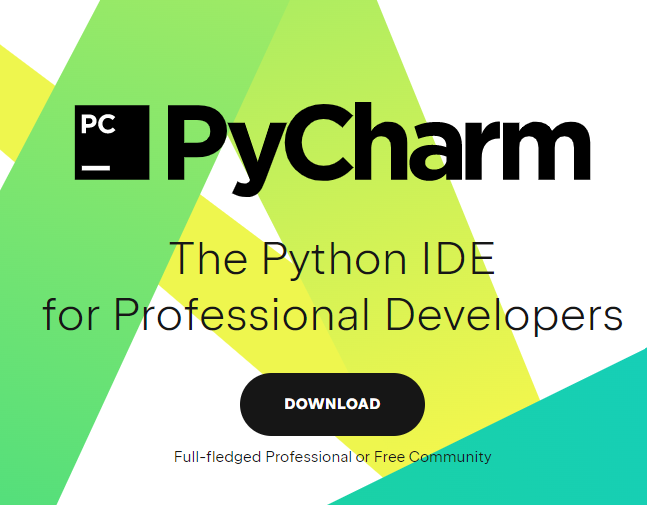 PC
PyCharm
The Python IDE
for Professional Developers
DOWNLOAD
Full-fledged Professional or Free Community